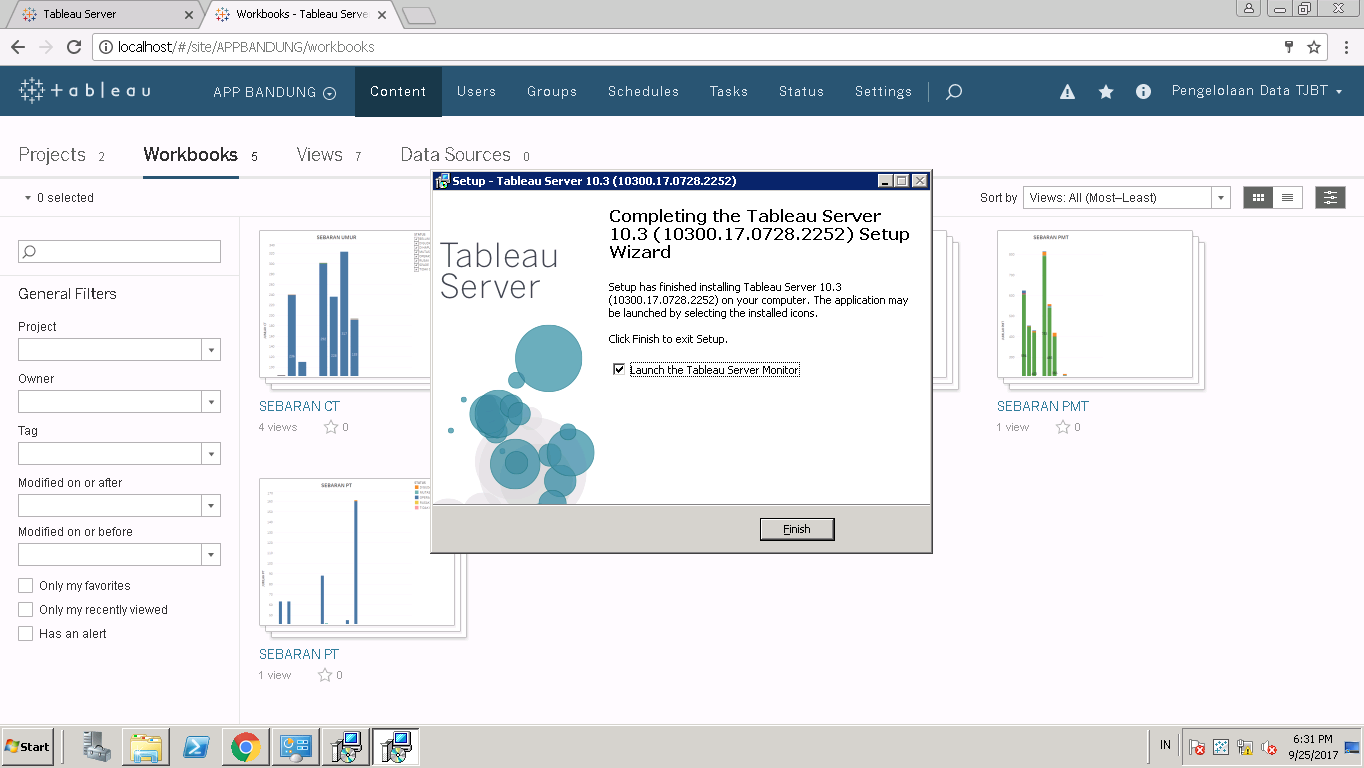 Tableau Server
Workbooks - Tableau Serve
localhost/#/site/APPBANDUNG/workbooks
+ableau
APP BANDUNG
Content
Users
Groups
Schedules
Tasks
Status
Settings
Pengelolaan Data TJBT
Projects 2
Workbooks 5
Views 7
Data Sources 0
0 selected
Sort by
Views: All (Most–Least)
General Filters
Project
Owner
Tag
Modified on or after
Modified on or before
Only my favorites
Only my recently viewed
Has an alert
SEBARAN UMUR
SEBARAN CT
4 views
0
SEBARAN PMT
SEBARAN PMT
1 view
0
SEBARAN PT
SEBARAN PT
1 view
0
Setup - Tableau Server 10.3 (10300.17.0728.2252)
Tableau
Server
Completing the Tableau Server
10.3 (10300.17.0728.2252) Setup
Wizard
Setup has finished installing Tableau Server 10.3
(10300.17.0728.2252) on your computer. The application may
be launched by selecting the installed icons.
Click Finish to exit Setup.
Launch the Tableau Server Monitor
Finish
Start
IN
6:31 PM
9/25/2017